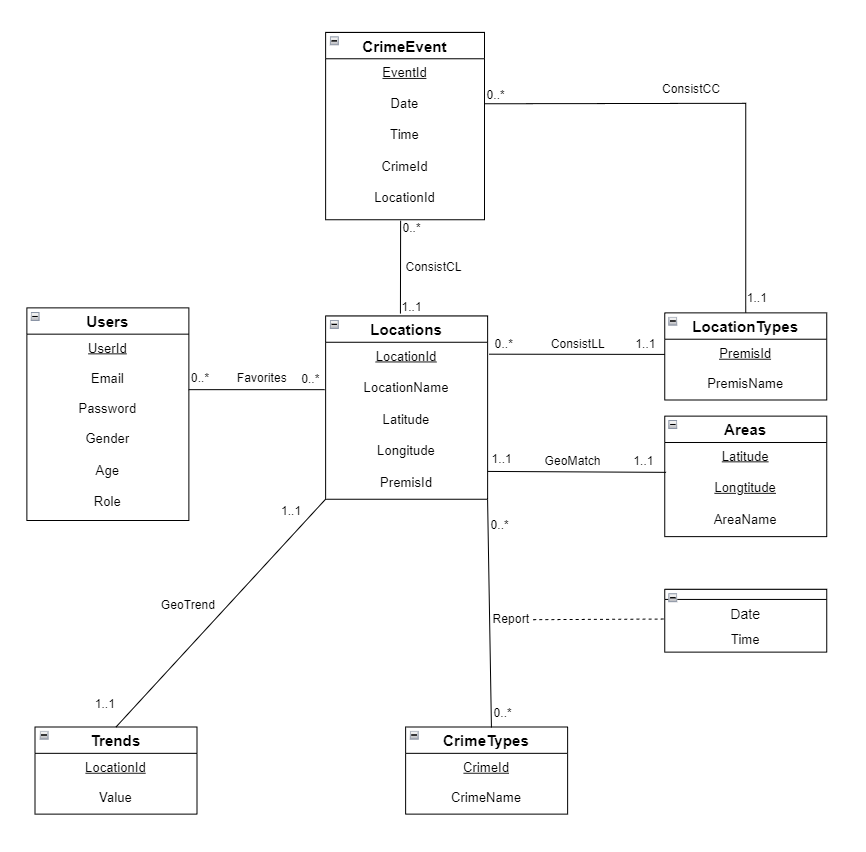 CrimeEvent
EventId
Date
Time
CrimeId
LocationId
0..*
ConsistCC
1..1
0..*
ConsistCL
1..1
Users
UserId
Email
Password
Gender
Age
Role
0..*
Favorites
0..*
Locations
LocationId
LocationName
Latitude
Longitude
PremisId
0..*
ConsistLL
1..1
LocationTypes
PremisId
PremisName
1..1
GeoMatch
1..1
Areas
Latitude
Longtitude
AreaName
1..1
GeoTrend
1..1
0..*
Report
0..*
Date
Time
Trends
LocationId
Value
CrimeTypes
CrimeId
CrimeName